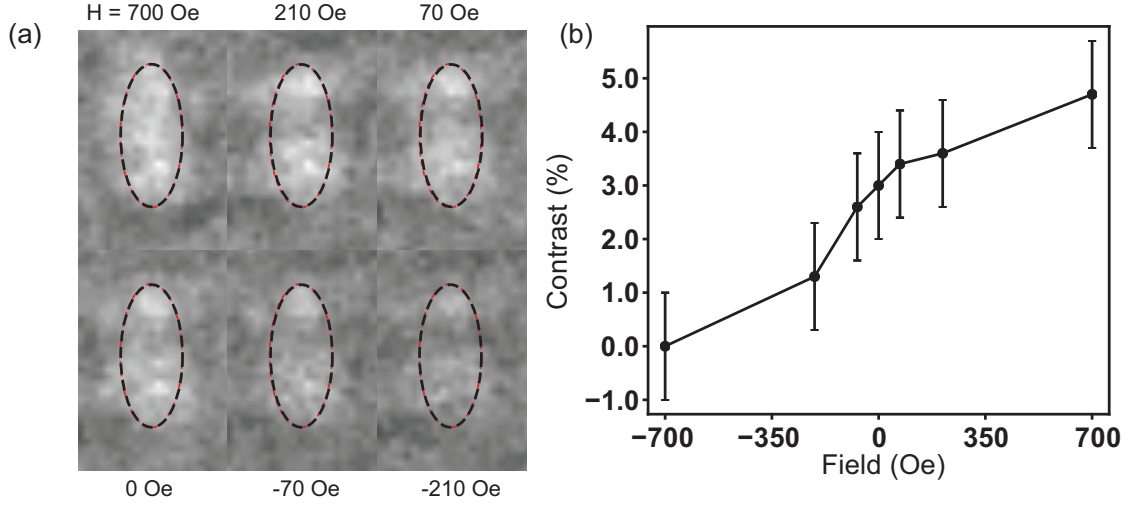 (a)
H = 700 Oe
210 Oe
70 Oe
0 Oe
-70 Oe
-210 Oe
(b)
Contrast (%)
5.0
4.0
3.0
2.0
1.0
0.0
−1.0
−700
−350
0
350
700
Field (Oe)